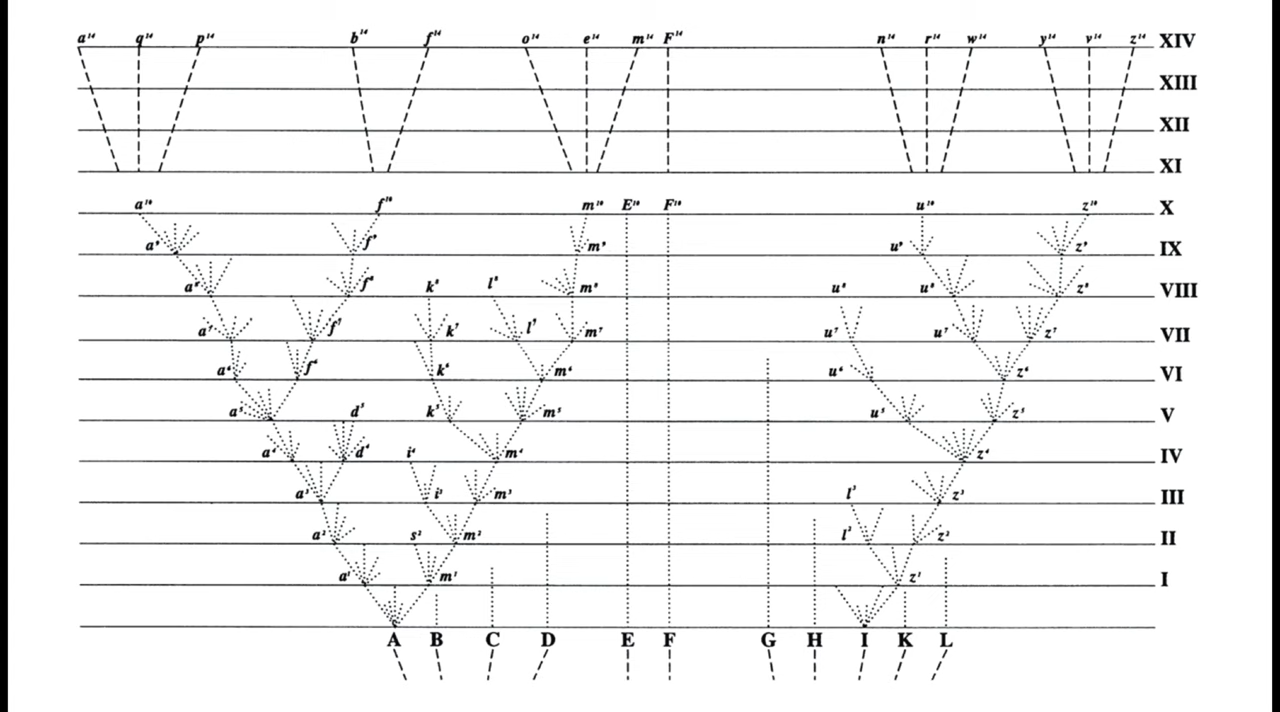 a¹⁴ q¹⁴ p¹⁴ b¹⁴ f¹⁴ o¹⁴ e¹⁴ m¹⁴ F¹⁴ n¹⁴ r¹⁴ w¹⁴ y¹⁴ v¹⁴ z¹⁴ XIV
XIII
XII
XI
a¹⁰ f¹⁰ m¹⁰ E¹⁰ F¹⁰ u¹⁰ z¹⁰ X
a⁹ f⁹ m⁹ u⁹ z⁹ IX
a⁸ f⁸ k⁸ l⁸ m⁸ u⁸ u⁸ z⁸ VIII
a⁷ f⁷ k⁷ l⁷ m⁷ u⁷ u⁷ z⁷ VII
a⁶ f⁶ k⁶ m⁶ u⁶ z⁶ VI
a⁵ d⁵ k⁵ m⁵ u⁵ z⁵ V
a⁴ d⁴ i⁴ m⁴ z⁴ IV
a³ i³ m³ l³ z³ III
a² s² m² l² z² II
a¹ m¹ z¹ I
A B C D E F G H I K L